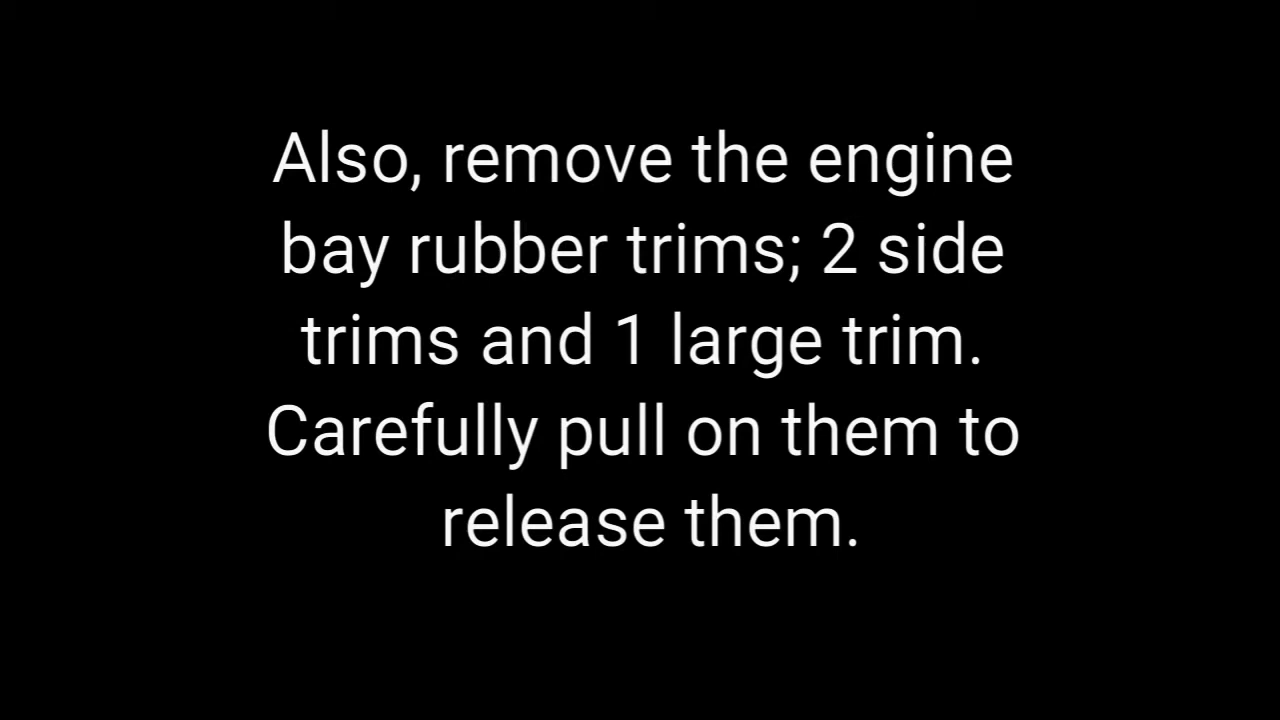 Also, remove the engine
bay rubber trims; 2 side
trims and 1 large trim.
Carefully pull on them to
release them.